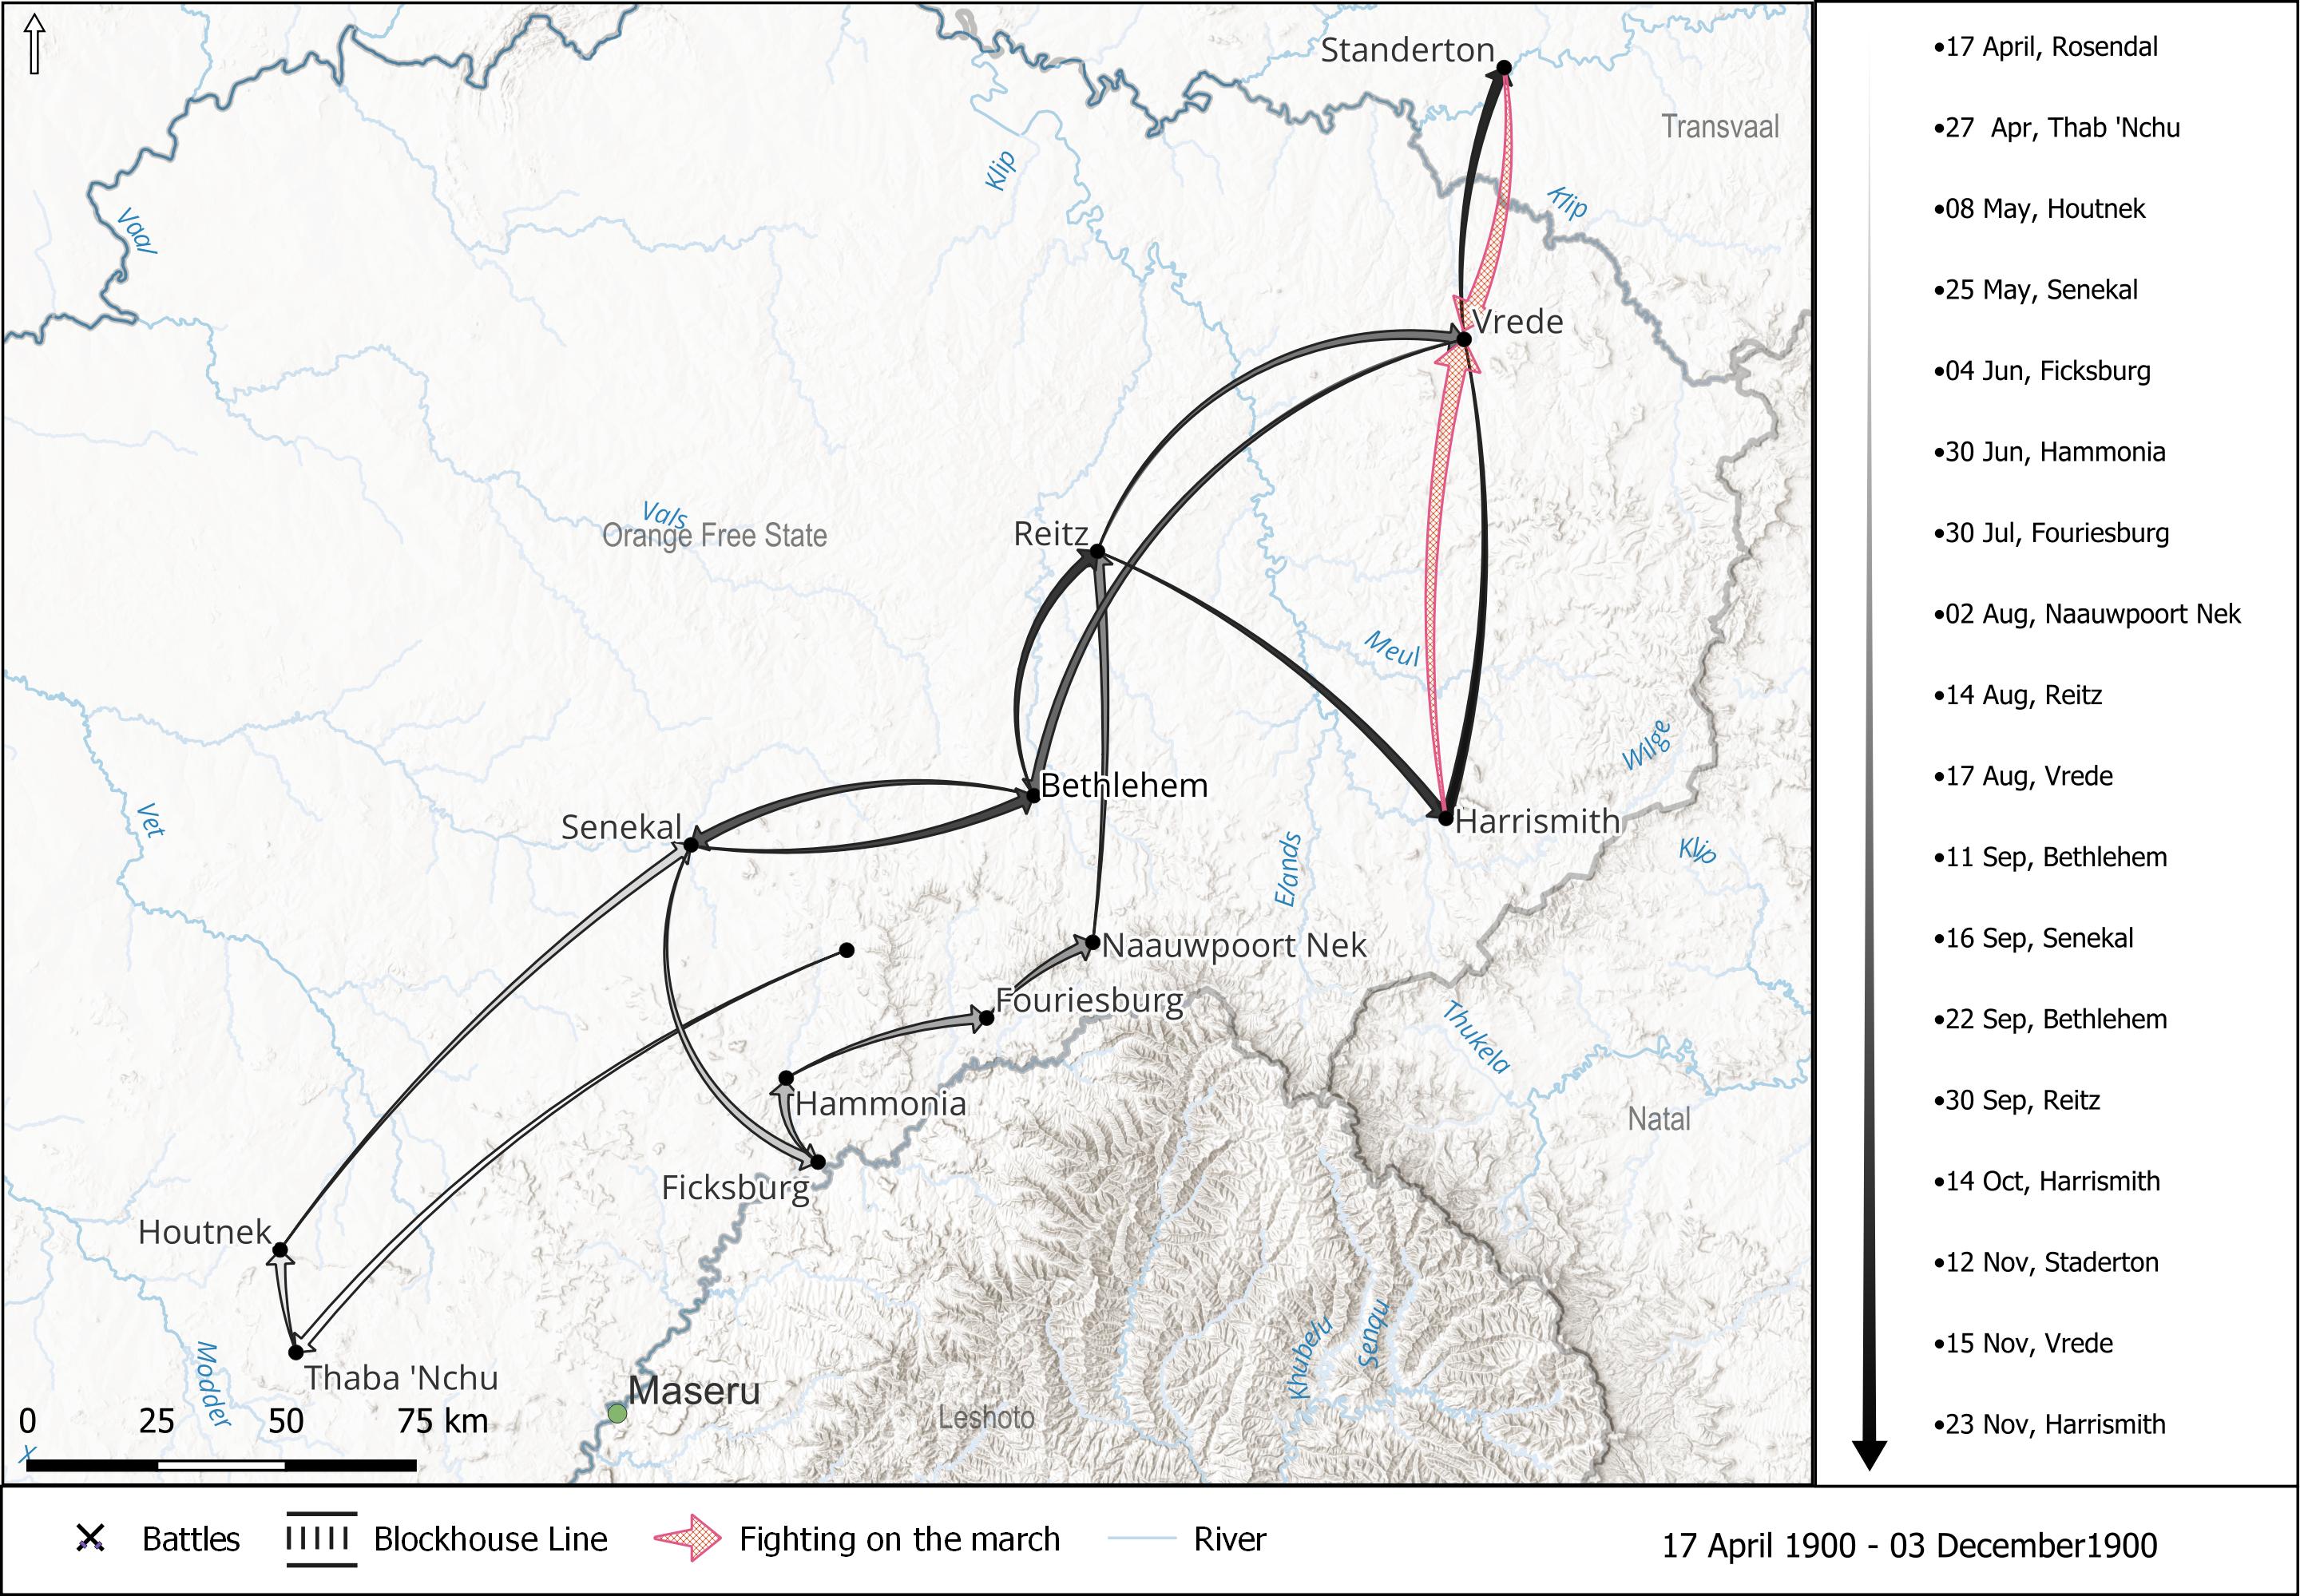 Standerton
Transvaal
Klip
Klip
Vaal
Vrede
Vals
Orange Free State
Reitz
Meul
Wilge
Bethlehem
Senekal
Harrismith
Vet
Elands
Klip
Naauwpoort Nek
Fouriesburg
Thukela
Hammonia
Natal
Ficksburg
Houtnek
Thaba 'Nchu
Modder
Maseru
Khubelu
Senqu
Leshoto
0 25 50 75 km
•17 April, Rosendal
•27 Apr, Thab 'Nchu
•08 May, Houtnek
•25 May, Senekal
•04 Jun, Ficksburg
•30 Jun, Hammonia
•30 Jul, Fouriesburg
•02 Aug, Naauwpoort Nek
•14 Aug, Reitz
•17 Aug, Vrede
•11 Sep, Bethlehem
•16 Sep, Senekal
•22 Sep, Bethlehem
•30 Sep, Reitz
•14 Oct, Harrismith
•12 Nov, Staderton
•15 Nov, Vrede
•23 Nov, Harrismith
Battles
Blockhouse Line
Fighting on the march
River
17 April 1900 - 03 December1900